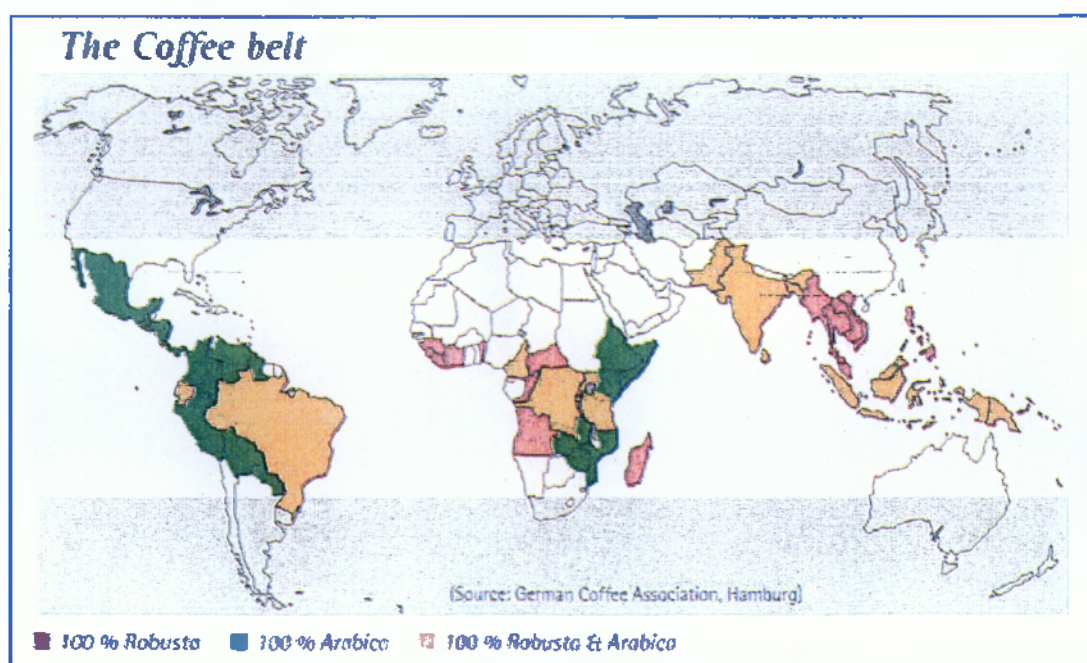 The Coffee belt
(Source: German Coffee Association, Hamburg)
100 % Robusta
100 % Arabica
100 % Robusta & Arabica